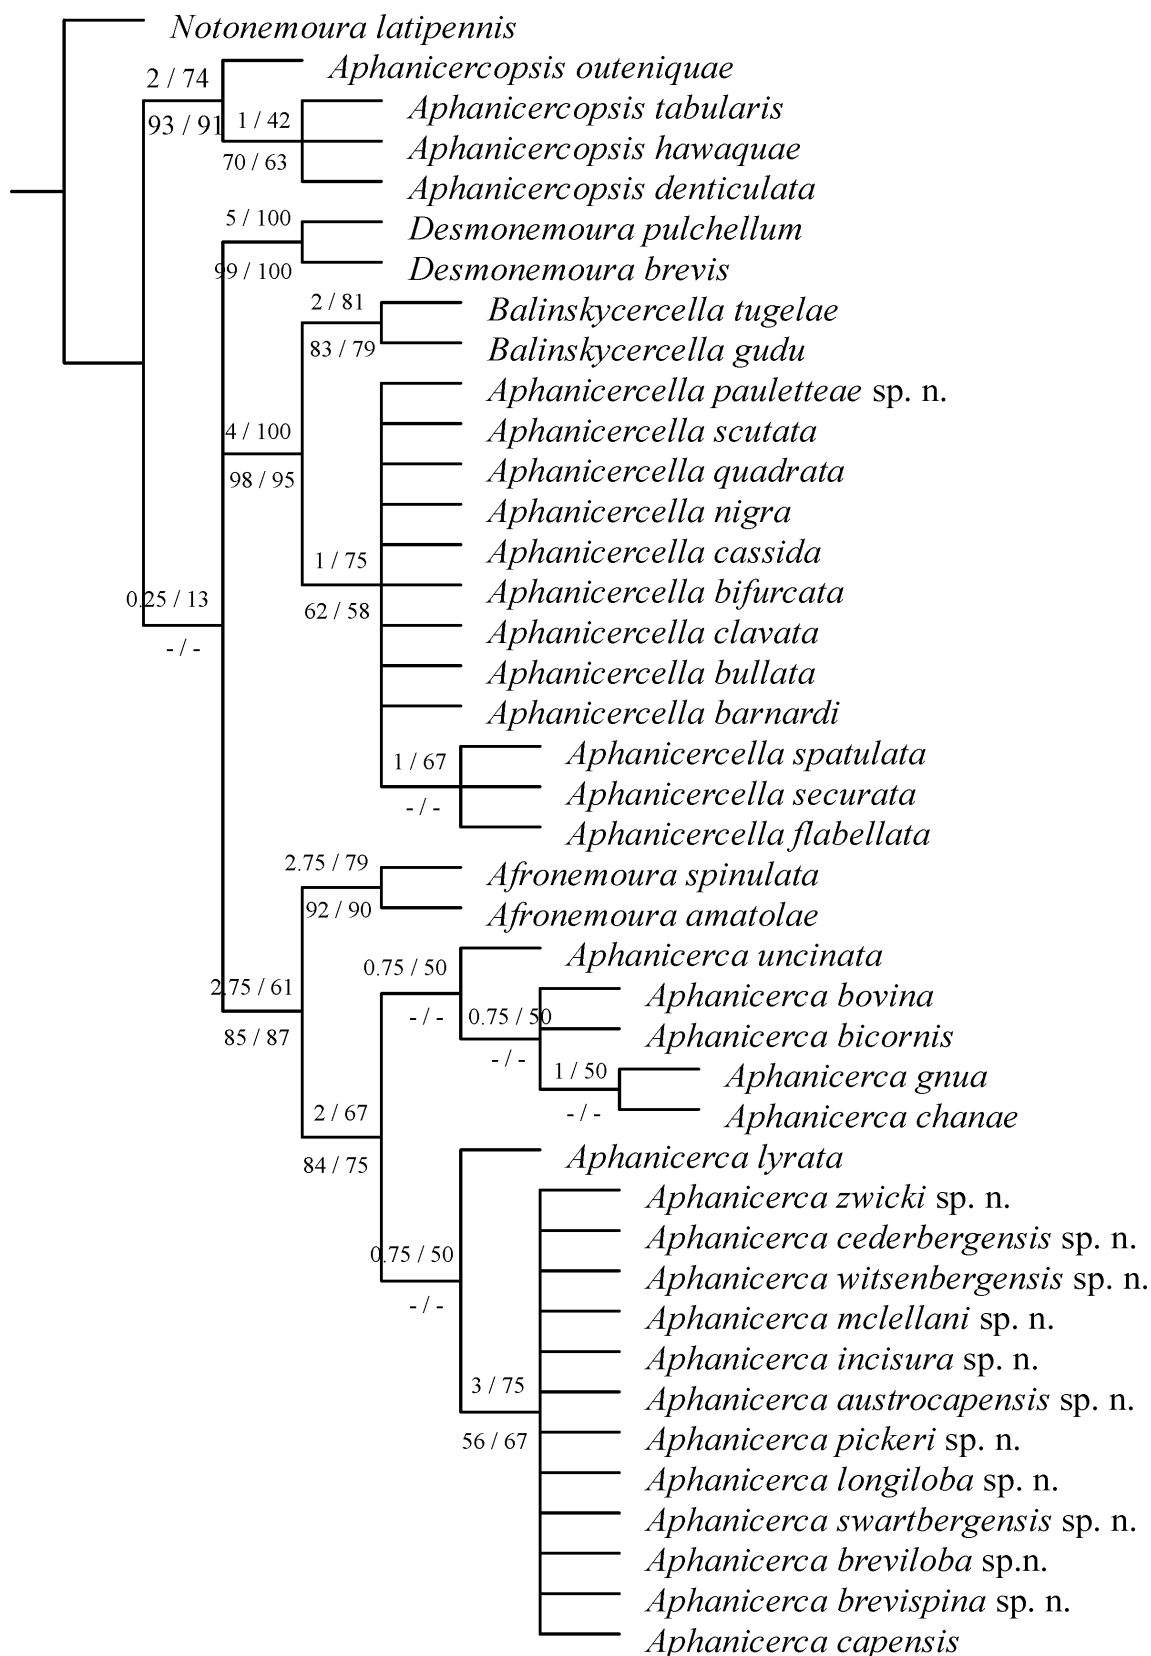 Notonemoura latipennis
Aphanicercopsis outeniquae
2 / 74
Aphanicercopsis tabularis
93 / 91
1 / 42
Aphanicercopsis hawaquae
70 / 63
Aphanicercopsis denticulata
5 / 100
Desmonemoura pulchellum
99 / 100
Desmonemoura brevis
2 / 81
Balinskycercella tugelae
83 / 79
Balinskycercella gudu
Aphanicercella pauletteae sp. n.
4 / 100
Aphanicercella scutata
98 / 95
Aphanicercella quadrata
Aphanicercella nigra
1 / 75
Aphanicercella cassida
0.25 / 13
62 / 58
Aphanicercella bifurcata
- / -
Aphanicercella clavata
Aphanicercella bullata
Aphanicercella barnardi
1 / 67
Aphanicercella spatulata
- / -
Aphanicercella securata
Aphanicercella flabellata
2.75 / 79
Afronemoura spinulata
92 / 90
Afronemoura amatolae
0.75 / 50
Aphanicerca uncinata
2.75 / 61
- / -
0.75 / 50
Aphanicerca bovina
85 / 87
- / -
Aphanicerca bicornis
1 / 50
Aphanicerca gnua
2 / 67
- / -
Aphanicerca chanae
84 / 75
Aphanicerca lyrata
Aphanicerca zwicki sp. n.
0.75 / 50
Aphanicerca cederbergensis sp. n.
- / -
Aphanicerca witsenbergensis sp. n.
Aphanicerca mclellani sp. n.
Aphanicerca incisura sp. n.
3 / 75
Aphanicerca austrocapensis sp. n.
56 / 67
Aphanicerca pickeri sp. n.
Aphanicerca longiloba sp. n.
Aphanicerca swartbergensis sp. n.
Aphanicerca breviloba sp.n.
Aphanicerca brevispina sp. n.
Aphanicerca capensis